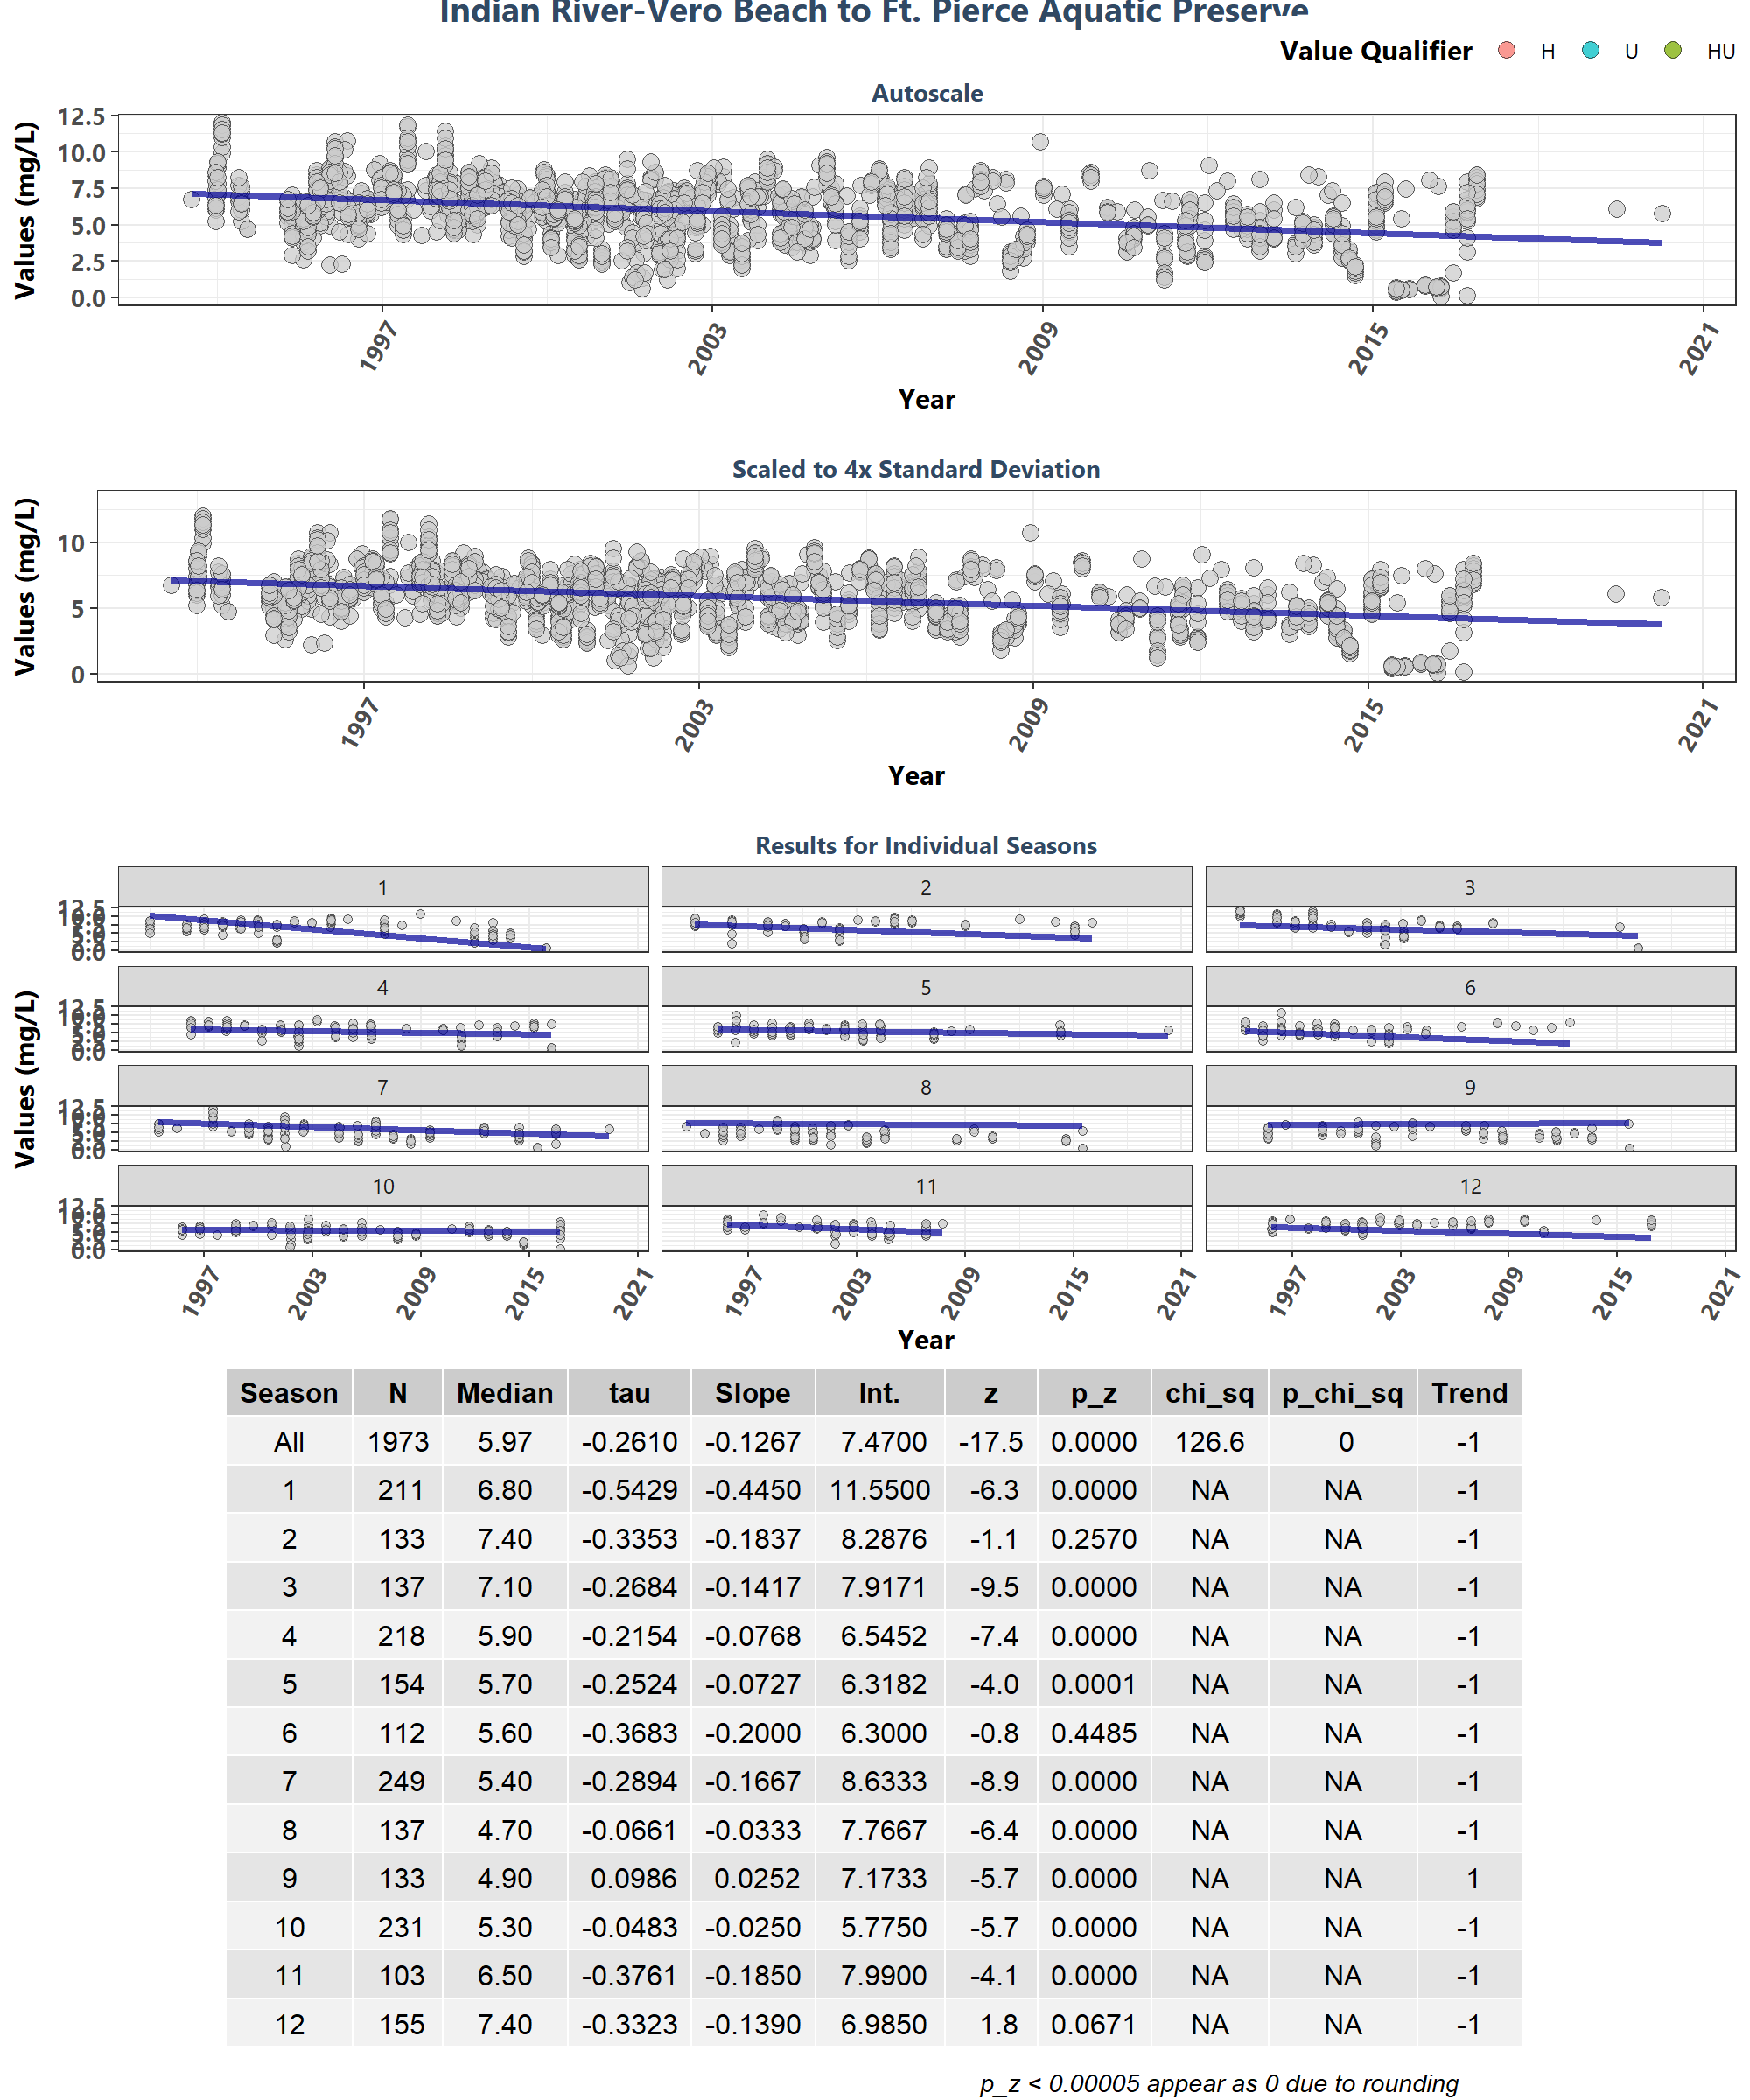 Indian River-Vero Beach to Ft. Pierce Aquatic Preserve
Value Qualifier H U HU
Autoscale
Values (mg/L)
12.5
10.0
7.5
5.0
2.5
0.0
1997 2003 2009 2015 2021
Year
Scaled to 4x Standard Deviation
Values (mg/L)
10
5
0
1997 2003 2009 2015 2021
Year
Results for Individual Seasons
Values (mg/L)
1 2 3
4 5 6
7 8 9
10 11 12
1997 2003 2009 2015 2021 1997 2003 2009 2015 2021 1997 2003 2009 2015 2021
Year
Season N Median tau Slope Int. z p_z chi_sq p_chi_sq Trend
All 1973 5.97 -0.2610 -0.1267 7.4700 -17.5 0.0000 126.6 0 -1
1 211 6.80 -0.5429 -0.4450 11.5500 -6.3 0.0000 NA NA -1
2 133 7.40 -0.3353 -0.1837 8.2876 -1.1 0.2570 NA NA -1
3 137 7.10 -0.2684 -0.1417 7.9171 -9.5 0.0000 NA NA -1
4 218 5.90 -0.2154 -0.0768 6.5452 -7.4 0.0000 NA NA -1
5 154 5.70 -0.2524 -0.0727 6.3182 -4.0 0.0001 NA NA -1
6 112 5.60 -0.3683 -0.2000 6.3000 -0.8 0.4485 NA NA -1
7 249 5.40 -0.2894 -0.1667 8.6333 -8.9 0.0000 NA NA -1
8 137 4.70 -0.0661 -0.0333 7.7667 -6.4 0.0000 NA NA -1
9 133 4.90 0.0986 0.0252 7.1733 -5.7 0.0000 NA NA 1
10 231 5.30 -0.0483 -0.0250 5.7750 -5.7 0.0000 NA NA -1
11 103 6.50 -0.3761 -0.1850 7.9900 -4.1 0.0000 NA NA -1
12 155 7.40 -0.3323 -0.1390 6.9850 1.8 0.0671 NA NA -1
p_z < 0.00005 appear as 0 due to rounding